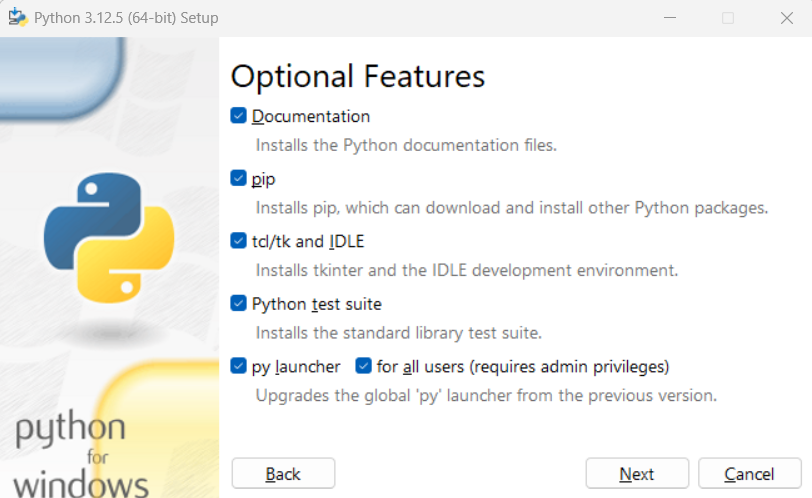 Python 3.12.5 (64-bit) Setup
Optional Features
Documentation
Installs the Python documentation files.
pip
Installs pip, which can download and install other Python packages.
tcl/tk and IDLE
Installs tkinter and the IDLE development environment.
Python test suite
Installs the standard library test suite.
py launcher for all users (requires admin privileges)
Upgrades the global 'py' launcher from the previous version.
python
for
windows
Back Next Cancel